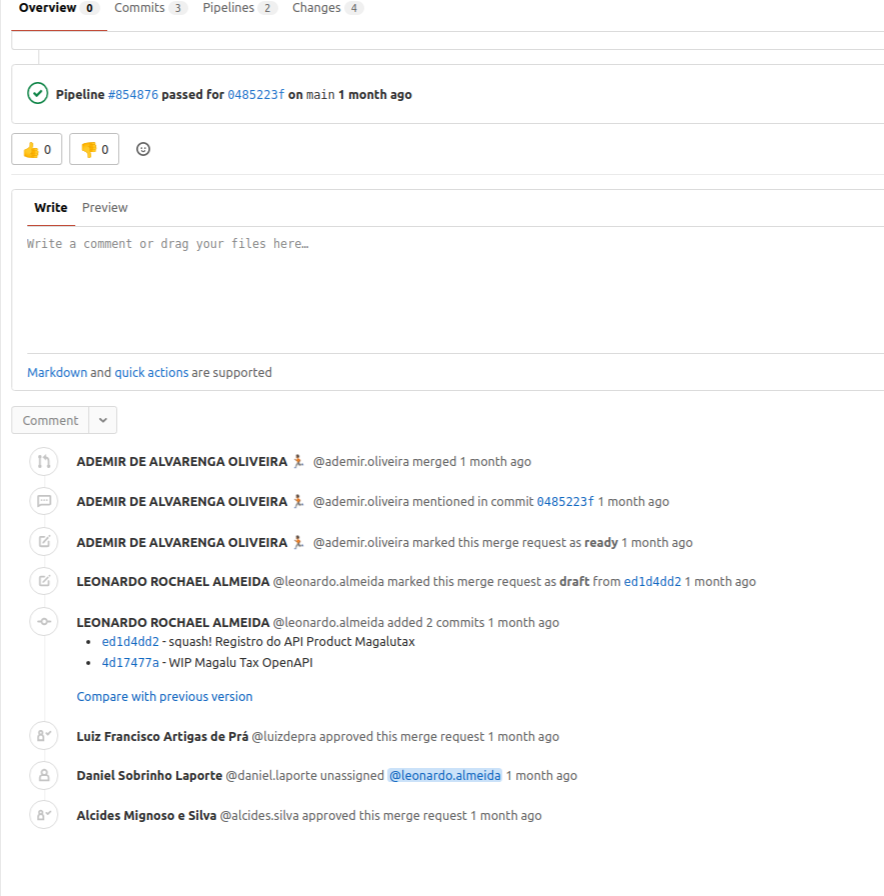 Overview 0 Commits 3 Pipelines 2 Changes 4
Pipeline #854876 passed for 0485223f on main 1 month ago
0 0
Write Preview
Write a comment or drag your files here…
Markdown and quick actions are supported
Comment
ADEMIR DE ALVARENGA OLIVEIRA 🏃 @ademir.oliveira merged 1 month ago
ADEMIR DE ALVARENGA OLIVEIRA 🏃 @ademir.oliveira mentioned in commit 0485223f 1 month ago
ADEMIR DE ALVARENGA OLIVEIRA 🏃 @ademir.oliveira marked this merge request as ready 1 month ago
LEONARDO ROCHAEL ALMEIDA @leonardo.almeida marked this merge request as draft from ed1d4dd2 1 month ago
LEONARDO ROCHAEL ALMEIDA @leonardo.almeida added 2 commits 1 month ago
• ed1d4dd2 - squash! Registro do API Product Magalutax
• 4d17477a - WIP Magalu Tax OpenAPI
Compare with previous version
Luiz Francisco Artigas de Prá @luizdepra approved this merge request 1 month ago
Daniel Sobrinho Laporte @daniel.laporte unassigned @leonardo.almeida 1 month ago
Alcides Mignoso e Silva @alcides.silva approved this merge request 1 month ago